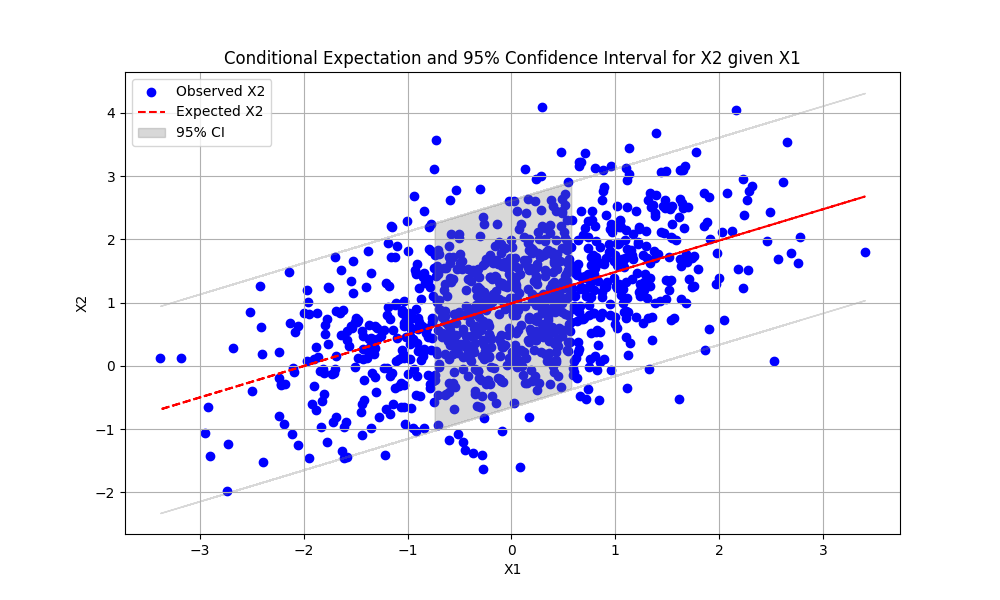 Conditional Expectation and 95% Confidence Interval for X2 given X1
Observed X2
Expected X2
95% CI
4
3
2
1
0
−1
−2
X2
−3 −2 −1 0 1 2 3
X1